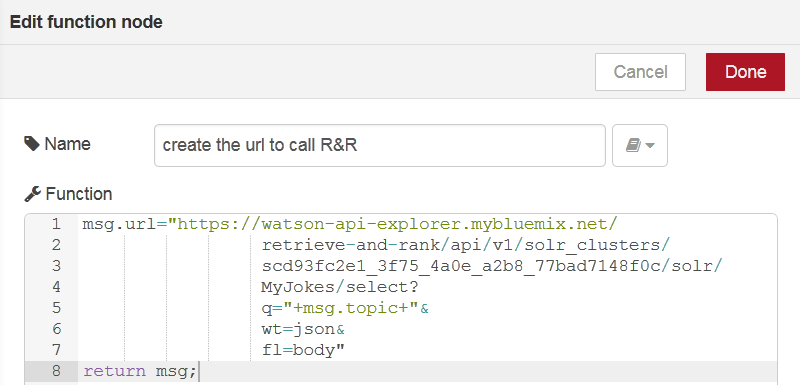 Edit function node
Cancel
Done
Name
create the url to call R&R
Function
1 msg.url="https://watson-api-explorer.mybluemix.net/
2 retrieve-and-rank/api/v1/solr_clusters/
3 scd93fc2e1_3f75_4a0e_a2b8_77bad7148f0c/solr/
4 MyJokes/select?
5 q="+msg.topic+"&
6 wt=json&
7 fl=body"
8 return msg;